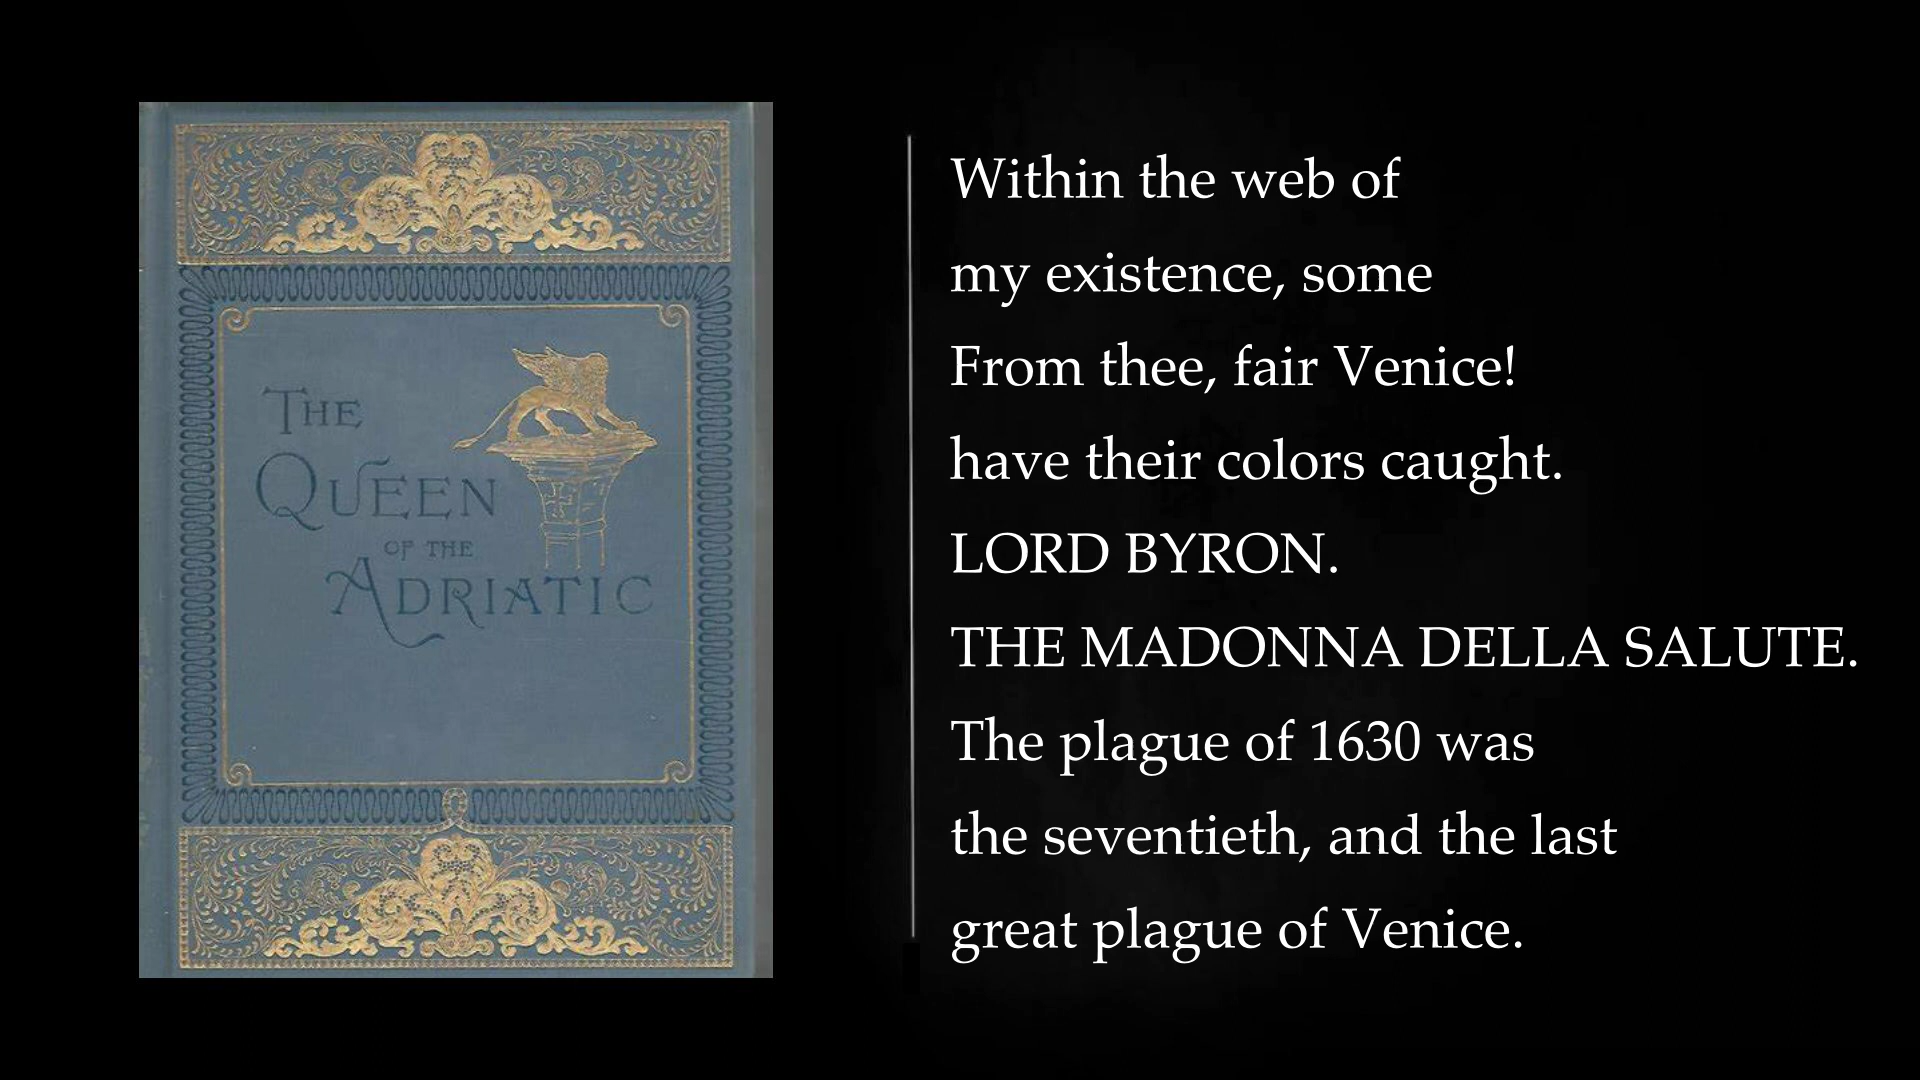 THE
QUEEN
OF THE
ADRIATIC
Within the web of
my existence, some
From thee, fair Venice!
have their colors caught.
LORD BYRON.
THE MADONNA DELLA SALUTE.
The plague of 1630 was
the seventieth, and the last
great plague of Venice.